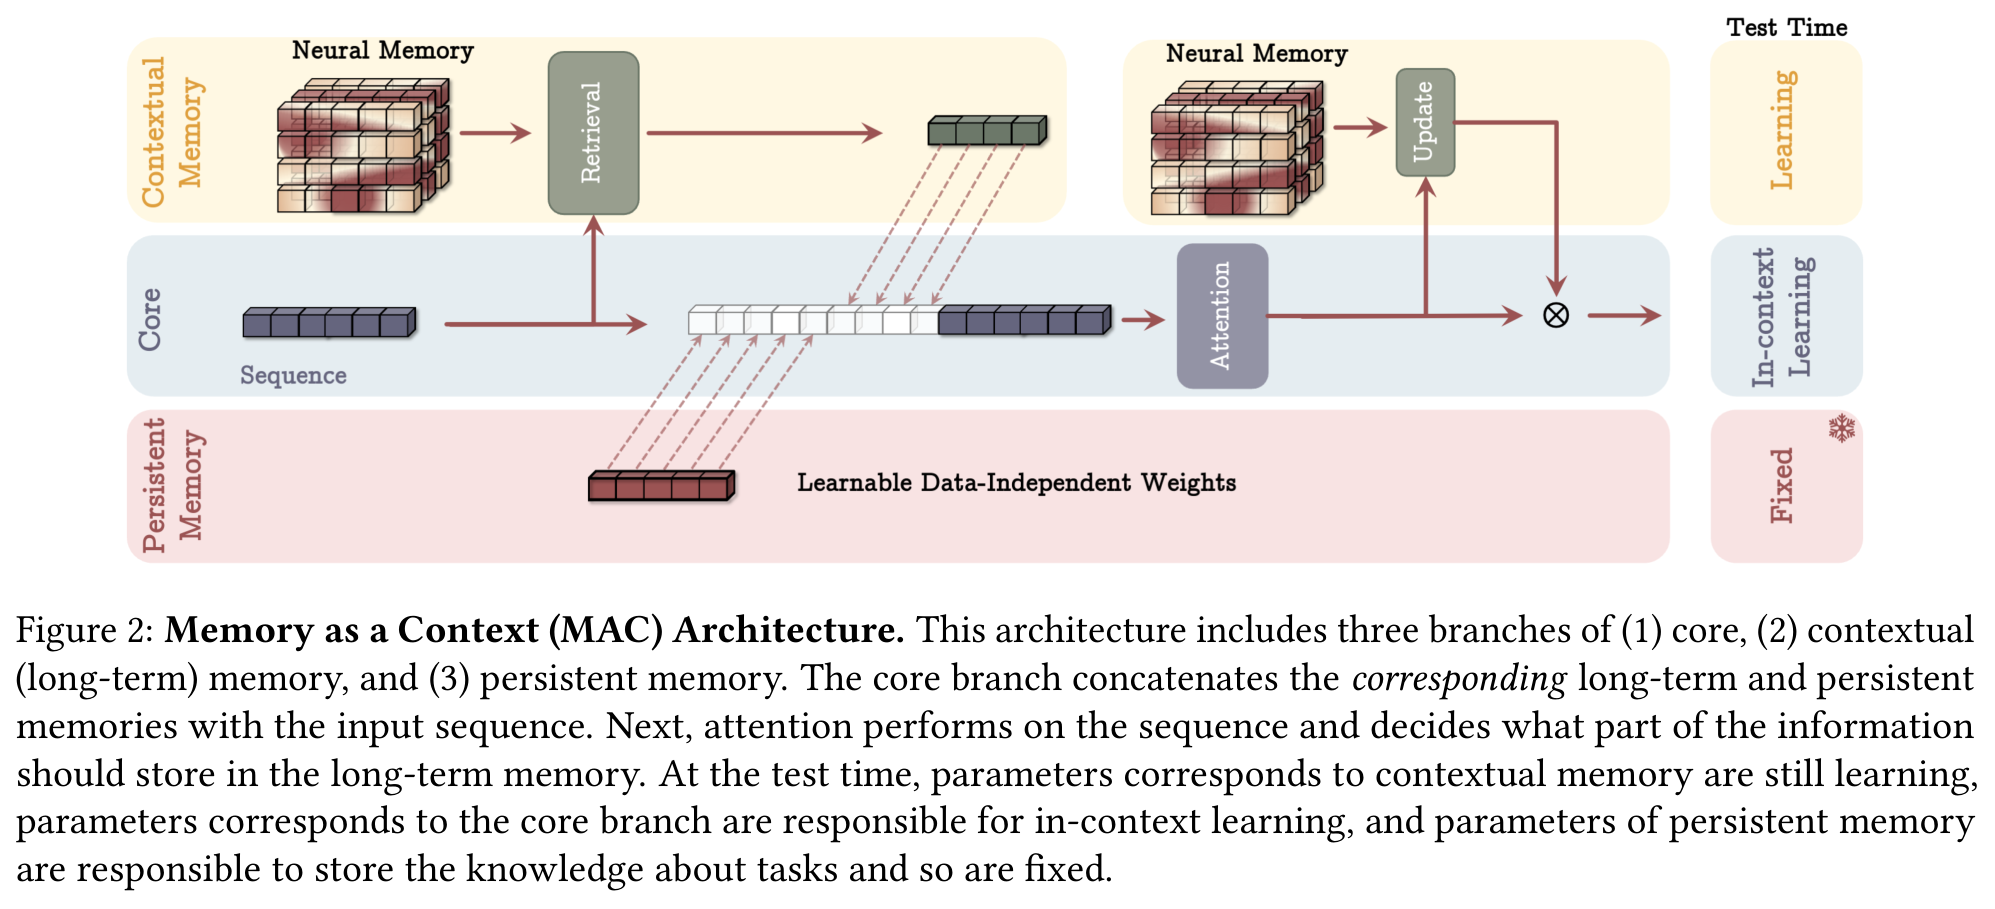 Test Time
Contextual
Memory
Neural Memory
Retrieval
Neural Memory
Update
Learning
Core
Sequence
Attention
⊗
In-context
Learning
Persistent
Memory
Learnable Data-Independent Weights
Fixed
Figure 2: Memory as a Context (MAC) Architecture. This architecture includes three branches of (1) core, (2) contextual
(long-term) memory, and (3) persistent memory. The core branch concatenates the corresponding long-term and persistent
memories with the input sequence. Next, attention performs on the sequence and decides what part of the information
should store in the long-term memory. At the test time, parameters corresponds to contextual memory are still learning,
parameters corresponds to the core branch are responsible for in-context learning, and parameters of persistent memory
are responsible to store the knowledge about tasks and so are fixed.